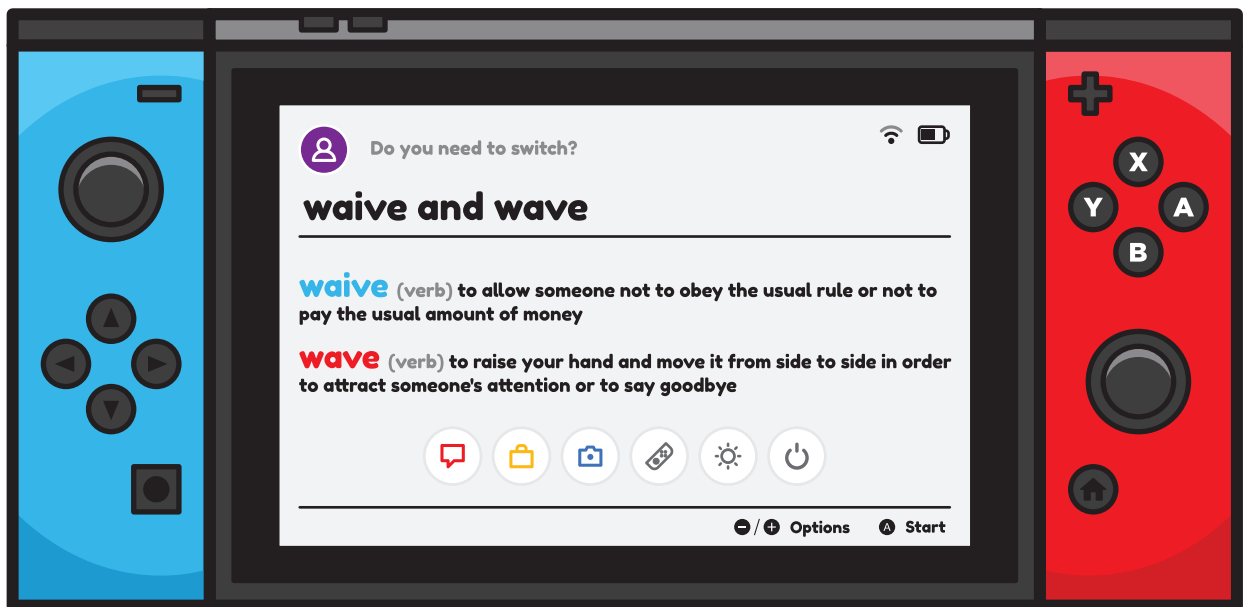 Do you need to switch?
waive and wave
waive (verb) to allow someone not to obey the usual rule or not to
pay the usual amount of money
wave (verb) to raise your hand and move it from side to side in order
to attract someone's attention or to say goodbye
−/+ Options A Start
X
Y A
B